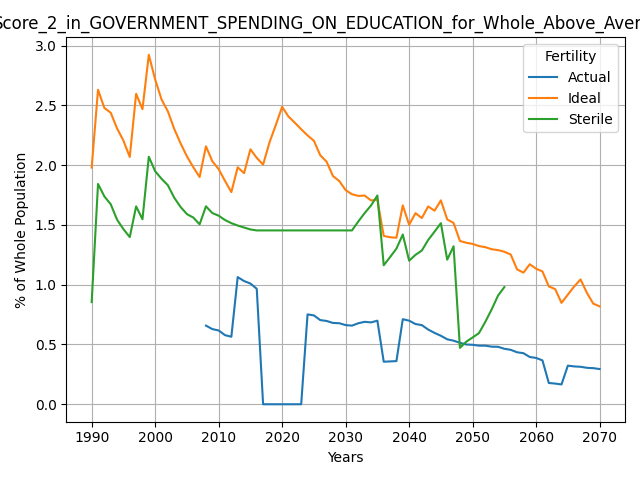 Score_2_in_GOVERNMENT_SPENDING_ON_EDUCATION_for_Whole_Above_Aver
Fertility
Actual
Ideal
Sterile
% of Whole Population
3.0
2.5
2.0
1.5
1.0
0.5
0.0
1990 2000 2010 2020 2030 2040 2050 2060 2070
Years